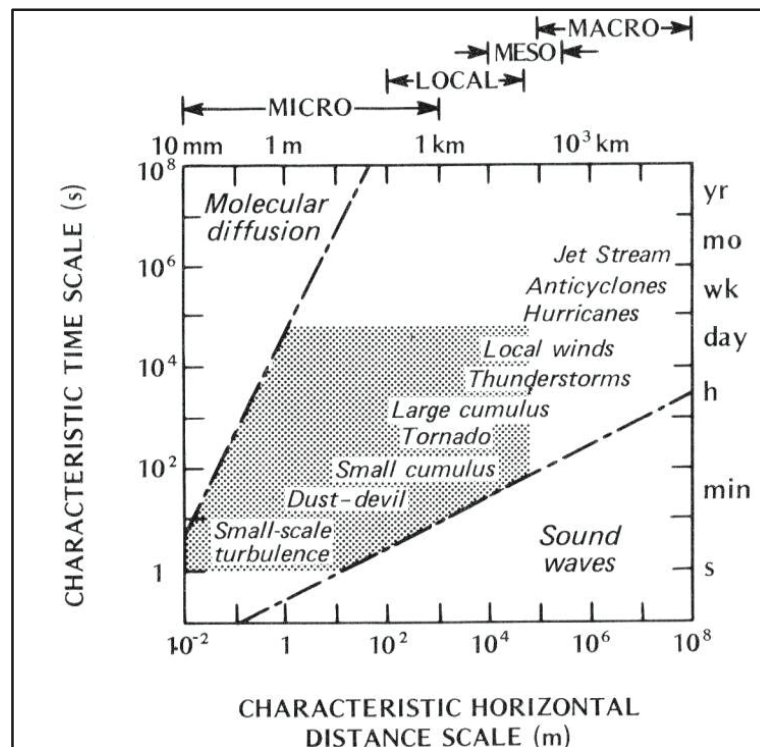 MACRO
MESO
LOCAL
MICRO
10 mm 1 m 1 km 10³ km
CHARACTERISTIC TIME SCALE (s)
10⁸
10⁶
10⁴
10²
1
Molecular
diffusion
Jet Stream
Anticyclones
Hurricanes
Local winds
Thunderstorms
Large cumulus
Tornado
Small cumulus
Dust-devil
Small-scale
turbulence
Sound
waves
yr
mo
wk
day
h
min
s
10⁻² 1 10² 10⁴ 10⁶ 10⁸
CHARACTERISTIC HORIZONTAL
DISTANCE SCALE (m)